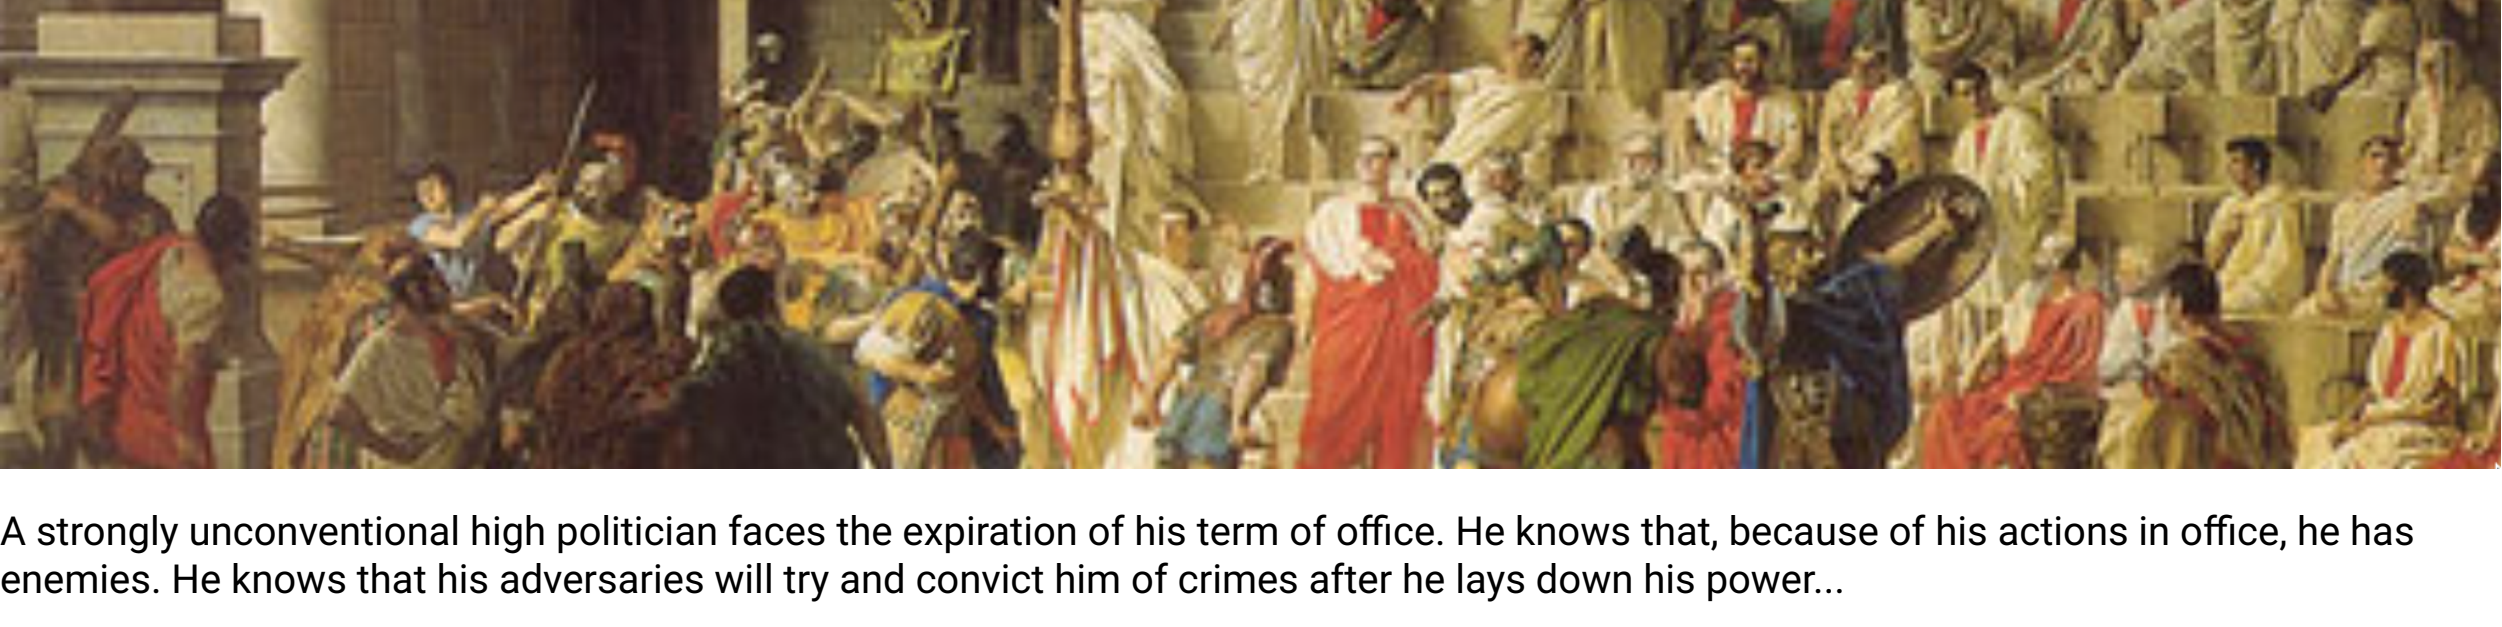 A strongly unconventional high politician faces the expiration of his term of office. He knows that, because of his actions in office, he has
enemies. He knows that his adversaries will try and convict him of crimes after he lays down his power...